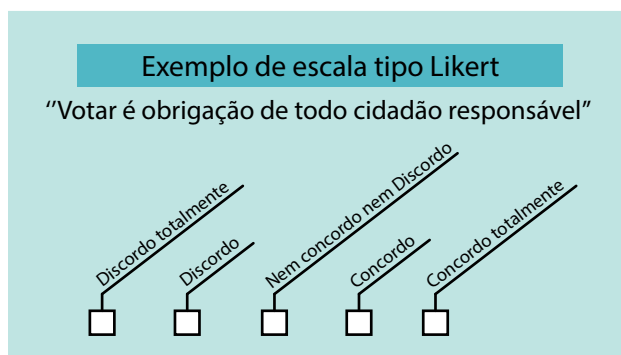 Exemplo de escala tipo Likert
‘‘Votar é obrigação de todo cidadão responsável”
Discordo totalmente
Discordo
Nem concordo nem Discordo
Concordo
Concordo totalmente